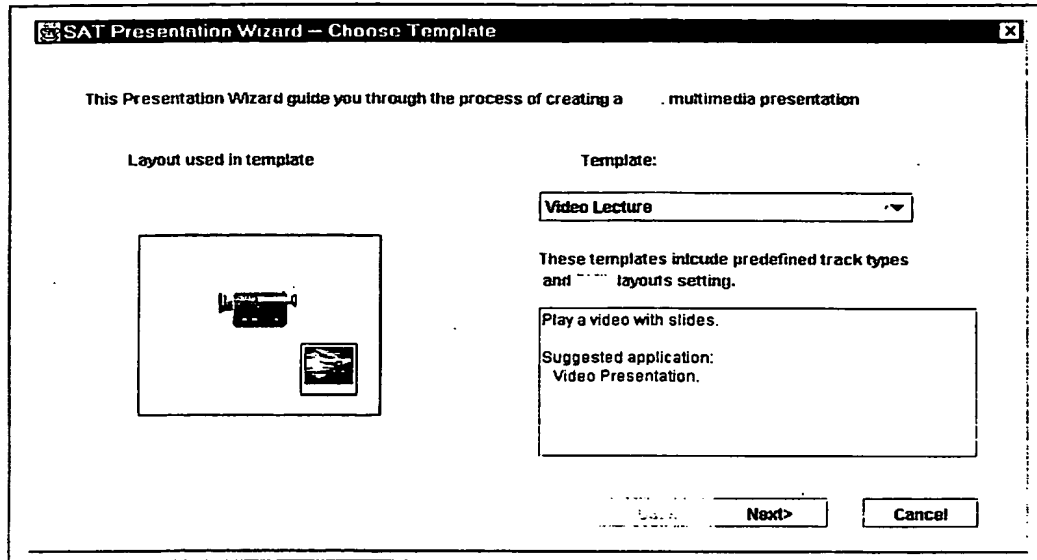 SAT Presentation Wizard — Choose Template
This Presentation Wizard guide you through the process of creating a . multimedia presentation
Layout used in template
Template:
Video Lecture
These templates intcude predefined track types
and layouts setting.
Play a video with slides.
Suggested application:
Video Presentation.
Next>
Cancel